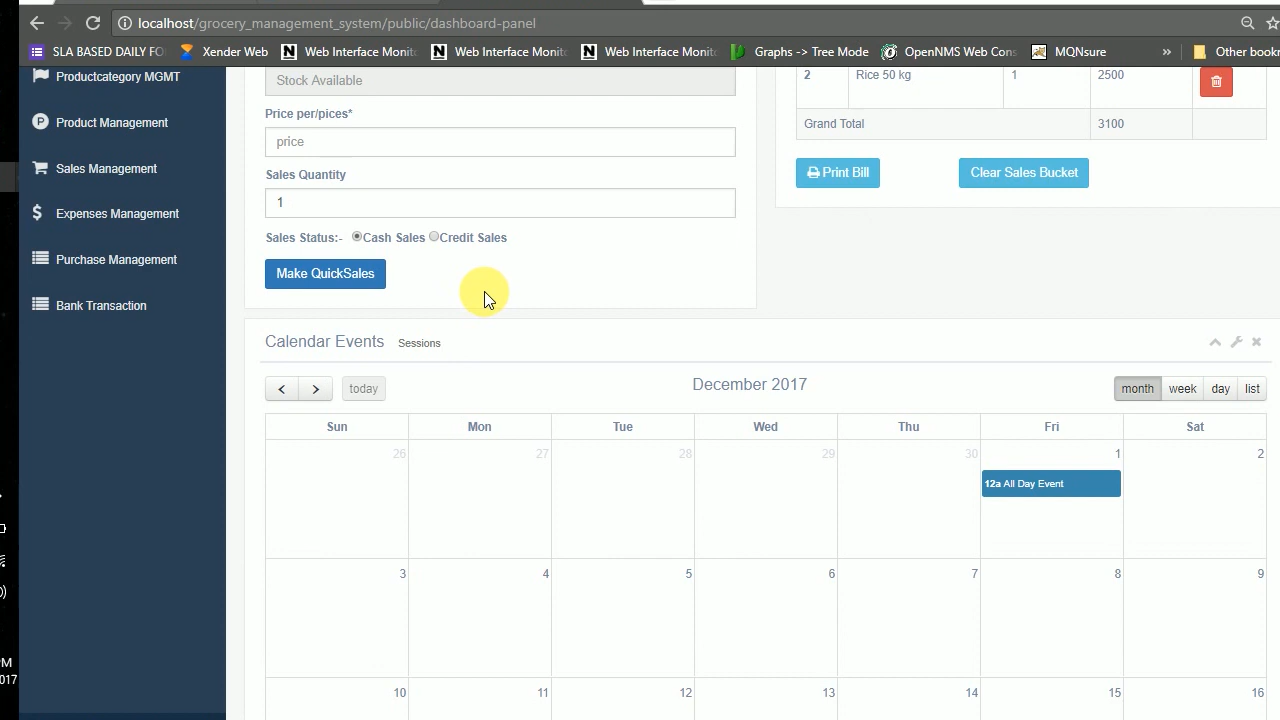 localhost/grocery_management_system/public/dashboard-panel
SLA BASED DAILY FO Xender Web Web Interface Monit Web Interface Monit Web Interface Monit Graphs -> Tree Mode OpenNMS Web Cons MQNsure » Other bookm
Productcategory MGMT
Product Management
Sales Management
Expenses Management
Purchase Management
Bank Transaction
Stock Available
Price per/pices*
price
Sales Quantity
1
Sales Status:- Cash Sales Credit Sales
Make QuickSales
2 Rice 50 kg 1 2500
Grand Total 3100
Print Bill Clear Sales Bucket
Calendar Events Sessions
< > today December 2017 month week day list
Sun Mon Tue Wed Thu Fri Sat
26 27 28 29 30 1 2
12a All Day Event
3 4 5 6 7 8 9
10 11 12 13 14 15 16
PM
017